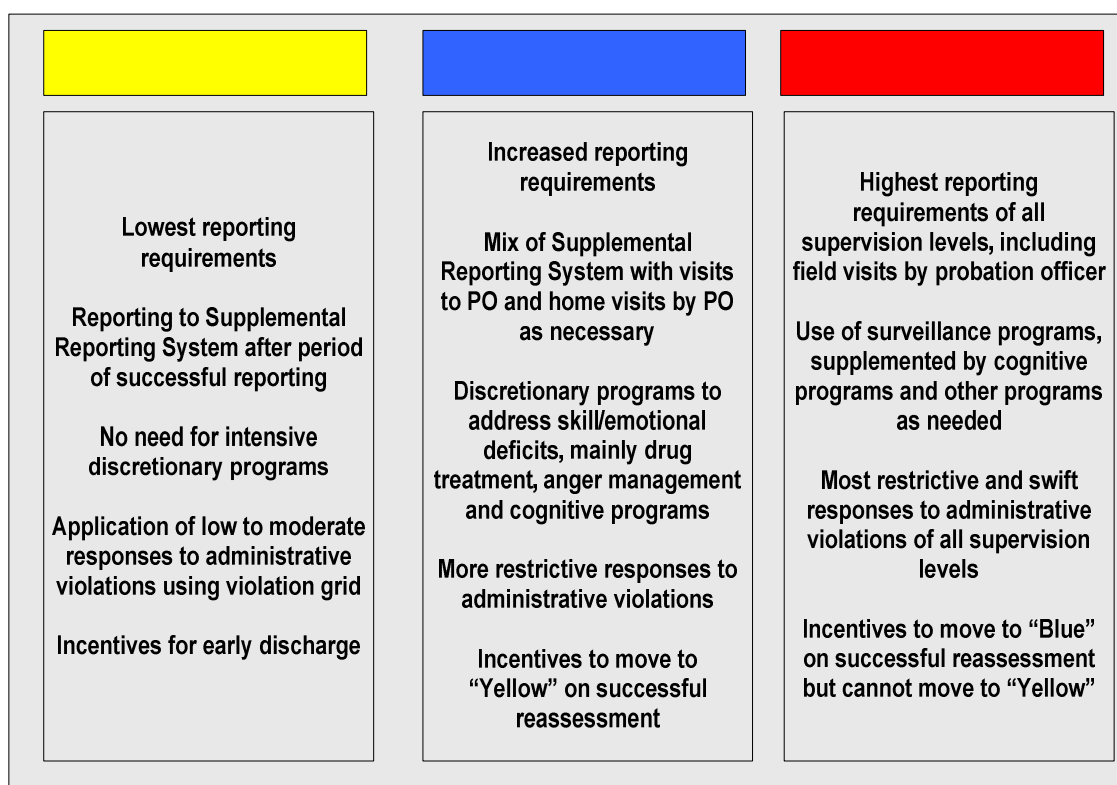 Lowest reporting
requirements
Reporting to Supplemental
Reporting System after period
of successful reporting
No need for intensive
discretionary programs
Application of low to moderate
responses to administrative
violations using violation grid
Incentives for early discharge
Increased reporting
requirements
Mix of Supplemental
Reporting System with visits
to PO and home visits by PO
as necessary
Discretionary programs to
address skill/emotional
deficits, mainly drug
treatment, anger management
and cognitive programs
More restrictive responses to
administrative violations
Incentives to move to
“Yellow” on successful
reassessment
Highest reporting
requirements of all
supervision levels, including
field visits by probation officer
Use of surveillance programs,
supplemented by cognitive
programs and other programs
as needed
Most restrictive and swift
responses to administrative
violations of all supervision
levels
Incentives to move to “Blue”
on successful reassessment
but cannot move to “Yellow”